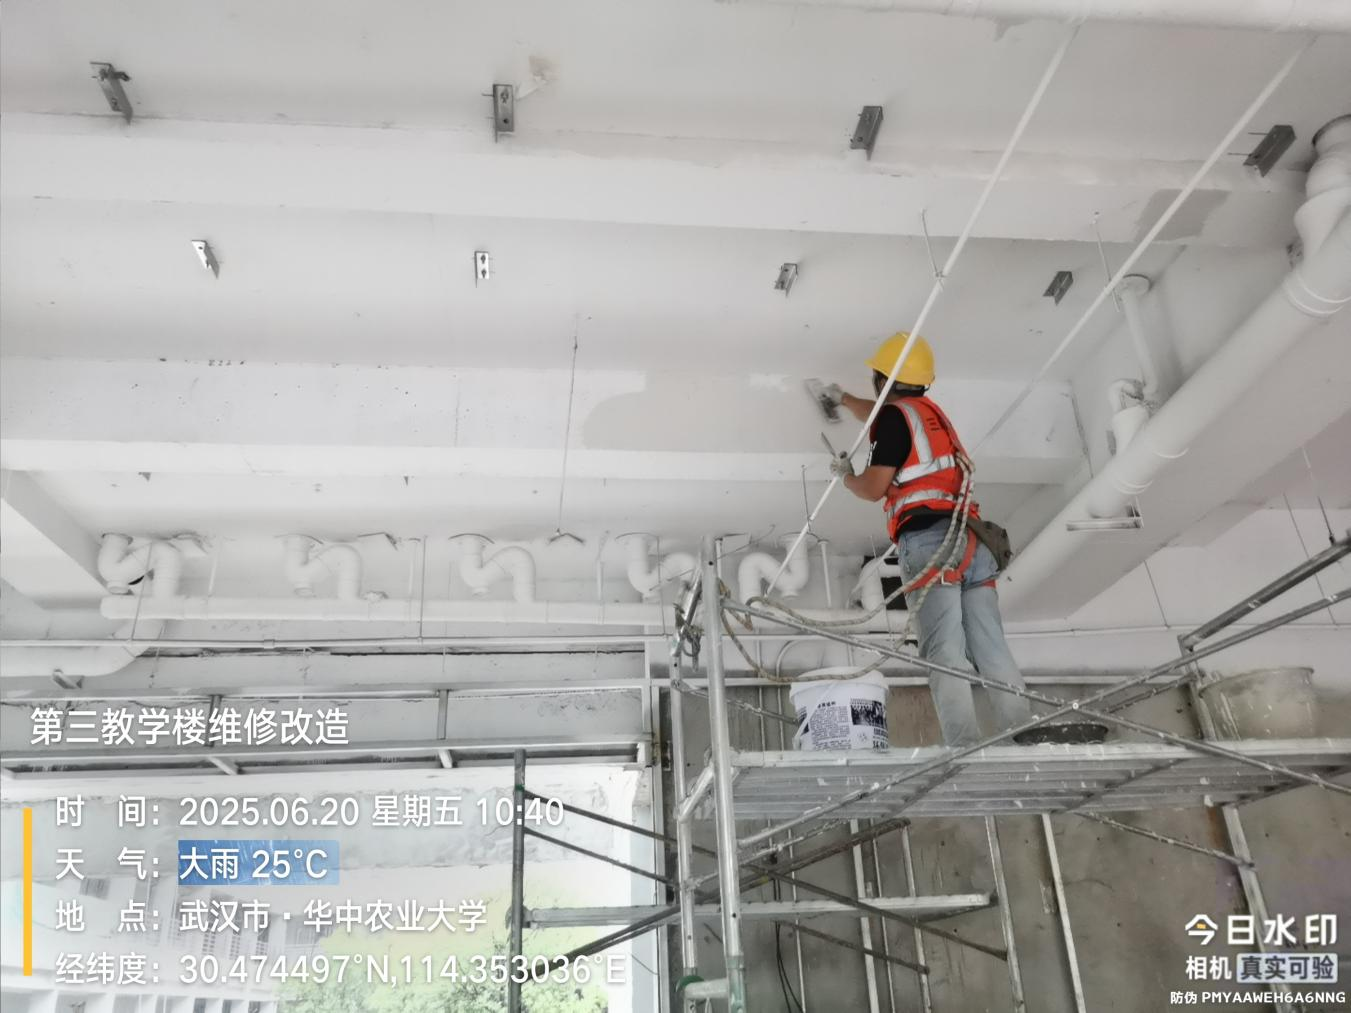 第三教学楼维修改造
时 间：2025.06.20 星期五 10:40
天 气：大雨 25°C
地 点：武汉市·华中农业大学
经纬度：30.474497°N,114.353036°E
今日水印
相机 真实可验
防伪 PMYAAWEH6A6NNG